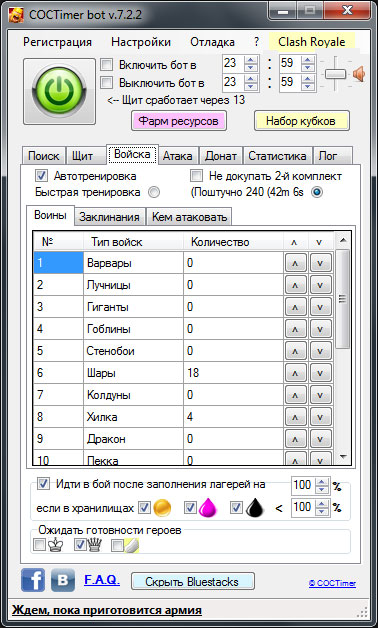 COCTimer bot v.7.2.2
Регистрация Настройки Отладка ? Clash Royale
Включить бот в 23 : 59
Выключить бот в 23 : 59
<-- Щит сработает через 13
Фарм ресурсов Набор кубков
Поиск Щит Войска Атака Донат Статистика Лог
Автотренировка Не докупать 2-й комплект
Быстрая тренировка (Поштучно 240 (42m 6s
Воины Заклинания Кем атаковать
№ Тип войск Количество ʌ v
1 Варвары 0 ʌ v
2 Лучницы 0 ʌ v
3 Гиганты 0 ʌ v
4 Гоблины 0 ʌ v
5 Стенобои 0 ʌ v
6 Шары 18 ʌ v
7 Колдуны 0 ʌ v
8 Хилка 4 ʌ v
9 Дракон 0 ʌ v
10 Пекка 0 ʌ v
Идти в бой после заполнения лагерей на 100 %
если в хранилищах < 100 %
Ожидать готовности героев
f B F.A.Q. Скрыть Bluestacks © COCTimer
Ждем, пока приготовится армия